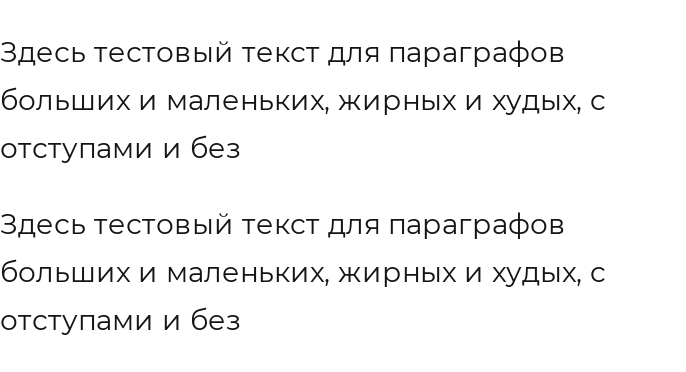 Здесь тестовый текст для параграфов
больших и маленьких, жирных и худых, с
отступами и без
Здесь тестовый текст для параграфов
больших и маленьких, жирных и худых, с
отступами и без